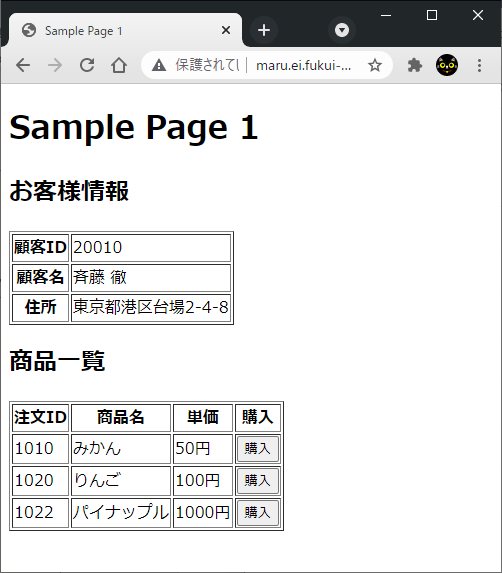 Sample Page 1
保護されてい
maru.ei.fukui-...
Sample Page 1
お客様情報
顧客ID 20010
顧客名 斉藤 徹
住所 東京都港区台場2-4-8
商品一覧
注文ID 商品名 単価 購入
1010 みかん 50円 購入
1020 りんご 100円 購入
1022 パイナップル 1000円 購入